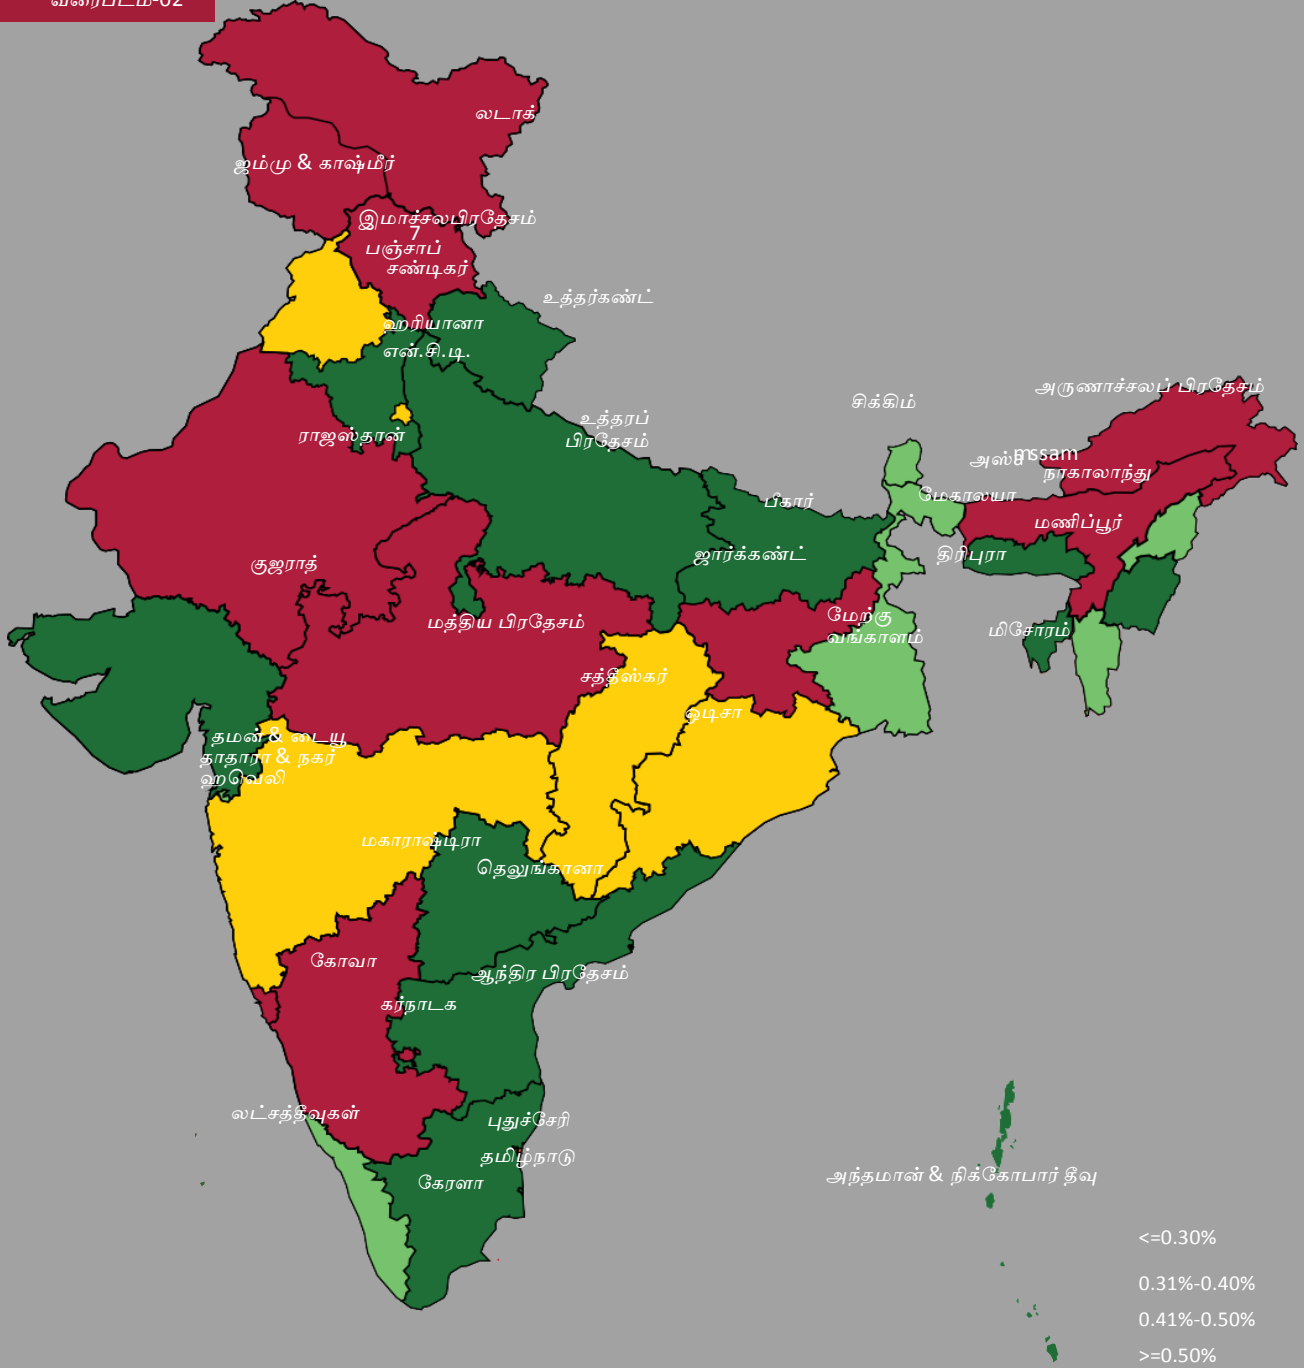 வரைபடம்-02
லடாக்
ஜம்மு & காஷ்மீர்
இமாச்சலபிரதேசம்
7
பஞ்சாப்
சண்டிகர்
உத்தர்கண்ட்
ஹரியானா
என்.சி.டி.
அருணாச்சலப் பிரதேசம்
சிக்கிம்
உத்தரப்
பிரதேசம்
ராஜஸ்தான்
அஸ்ஸாம்
நாகாலாந்து
மேகாலயா
பீகார்
மணிப்பூர்
ஜார்க்கண்ட்
திரிபுரா
குஜராத்
மத்திய பிரதேசம்
மேற்கு
வங்காளம்
மிசோரம்
சத்தீஸ்கர்
ஒடிசா
தமன் & டையூ
தாதாரா & நகர்
ஹவெலி
மகாராஷ்டிரா
தெலுங்கானா
கோவா
ஆந்திர பிரதேசம்
கர்நாடக
லட்சத்தீவுகள்
புதுச்சேரி
தமிழ்நாடு
கேரளா
அந்தமான் & நிக்கோபார் தீவு
<=0.30%
0.31%-0.40%
0.41%-0.50%
>=0.50%